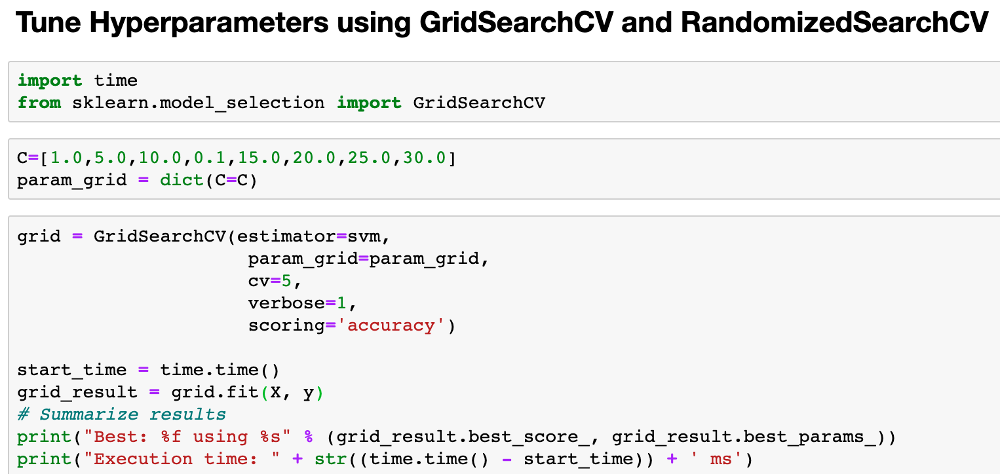 Tune Hyperparameters using GridSearchCV and RandomizedSearchCV
import time
from sklearn.model_selection import GridSearchCV
C=[1.0,5.0,10.0,0.1,15.0,20.0,25.0,30.0]
param_grid = dict(C=C)
grid = GridSearchCV(estimator=svm,
                     param_grid=param_grid,
                     cv=5,
                     verbose=1,
                     scoring='accuracy')
start_time = time.time()
grid_result = grid.fit(X, y)
# Summarize results
print("Best: %f using %s" % (grid_result.best_score_, grid_result.best_params_))
print("Execution time: " + str((time.time() - start_time)) + ' ms')